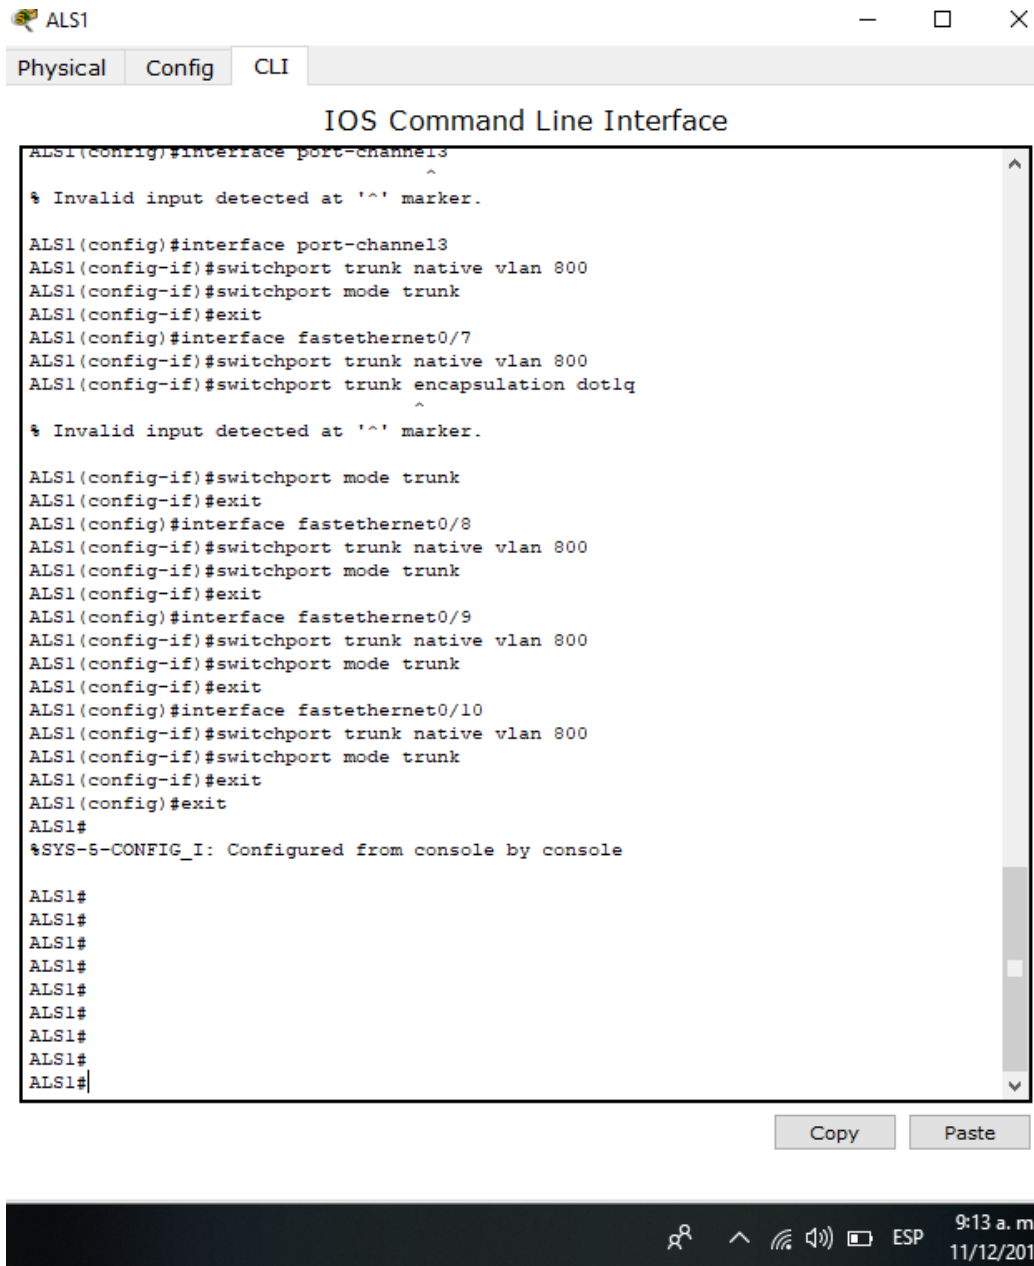 ALS1
Physical Config CLI
IOS Command Line Interface
ALS1(config)#interface port-channel3
^
% Invalid input detected at '^' marker.
ALS1(config)#interface port-channel3
ALS1(config-if)#switchport trunk native vlan 800
ALS1(config-if)#switchport mode trunk
ALS1(config-if)#exit
ALS1(config)#interface fastethernet0/7
ALS1(config-if)#switchport trunk native vlan 800
ALS1(config-if)#switchport trunk encapsulation dot1q
^
% Invalid input detected at '^' marker.
ALS1(config-if)#switchport mode trunk
ALS1(config-if)#exit
ALS1(config)#interface fastethernet0/8
ALS1(config-if)#switchport trunk native vlan 800
ALS1(config-if)#switchport mode trunk
ALS1(config-if)#exit
ALS1(config)#interface fastethernet0/9
ALS1(config-if)#switchport trunk native vlan 800
ALS1(config-if)#switchport mode trunk
ALS1(config-if)#exit
ALS1(config)#interface fastethernet0/10
ALS1(config-if)#switchport trunk native vlan 800
ALS1(config-if)#switchport mode trunk
ALS1(config-if)#exit
ALS1(config)#exit
ALS1#
%SYS-5-CONFIG_I: Configured from console by console
ALS1#
ALS1#
ALS1#
ALS1#
ALS1#
ALS1#
ALS1#
ALS1#
ALS1#
Copy Paste
ESP 9:13 a. m
11/12/201